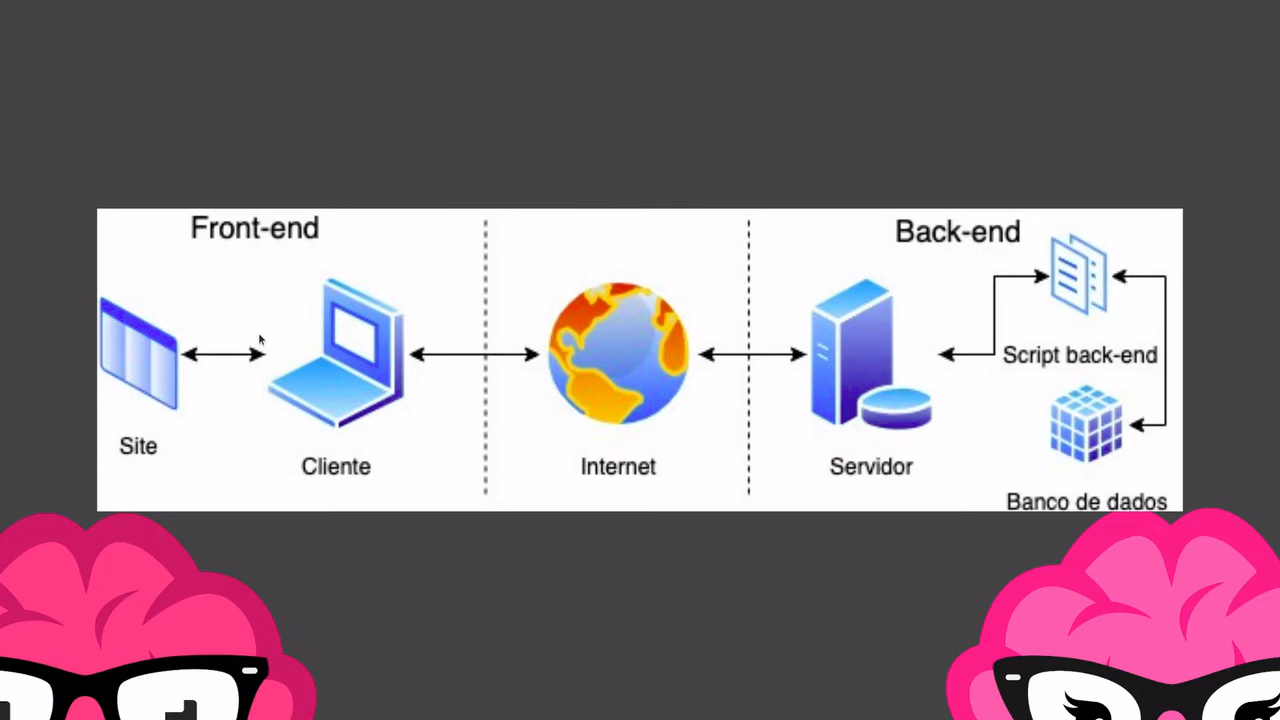 Front-end
Back-end
Script back-end
Site
Cliente
Internet
Servidor
Banco de dados